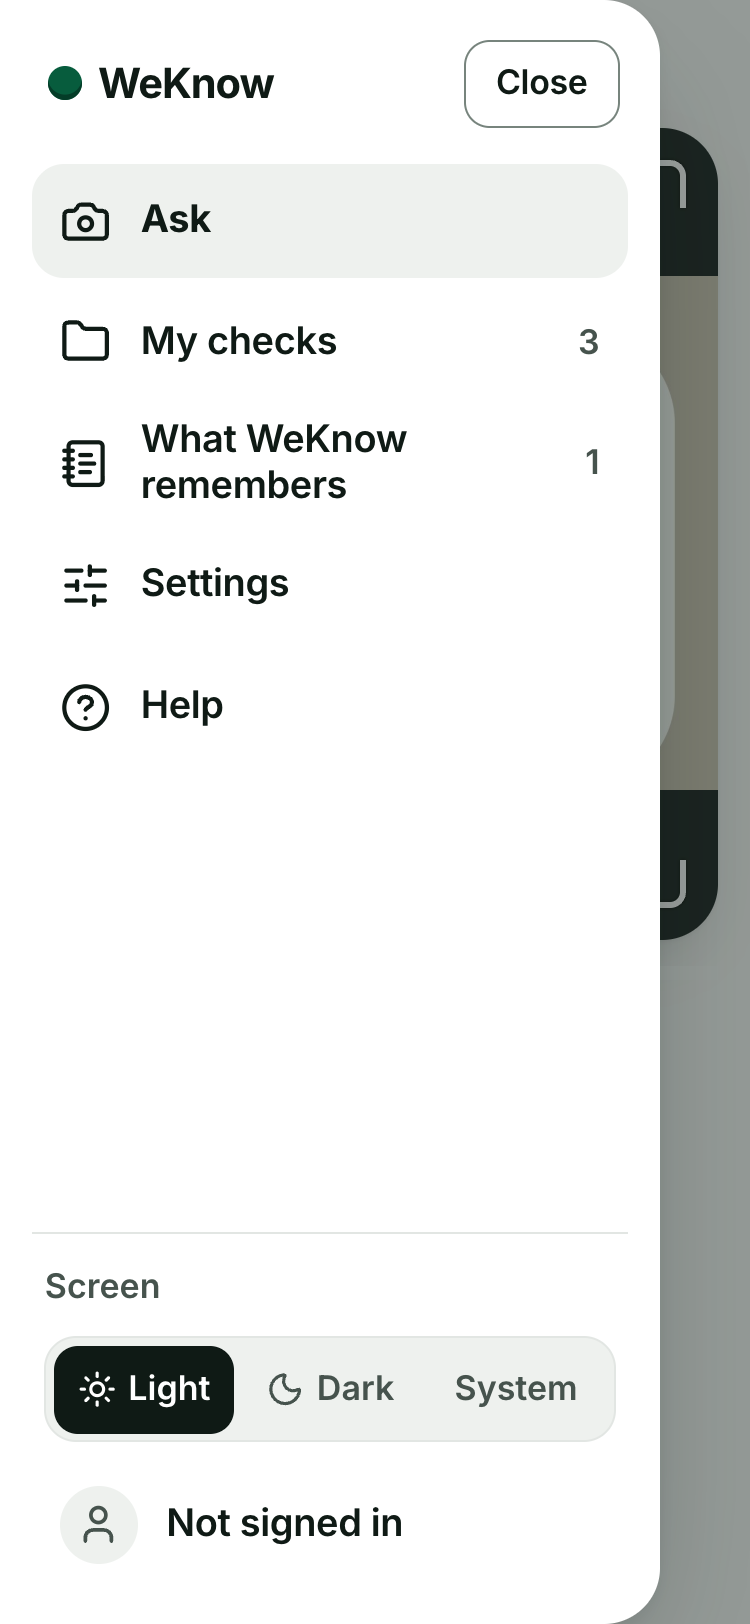 WeKnow
Close
Ask
My checks
3
What WeKnow
remembers
1
Settings
Help
Screen
Light
Dark
System
Not signed in